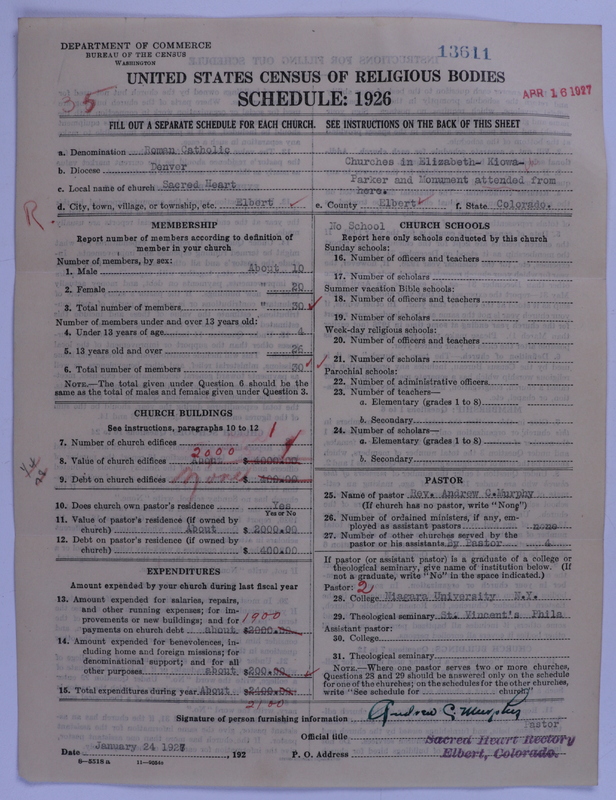 DEPARTMENT OF COMMERCE
BUREAU OF THE CENSUS
WASHINGTON
13611
UNITED STATES CENSUS OF RELIGIOUS BODIES
SCHEDULE: 1926
APR 16 1927
35
FILL OUT A SEPARATE SCHEDULE FOR EACH CHURCH. SEE INSTRUCTIONS ON THE BACK OF THIS SHEET
a. Denomination Roman Catholic
b. Diocese Denver
Churches in Elizabeth- Kiowa-
c. Local name of church Sacred Heart
Parker and Monument attended from here.
d. City, town, village, or township, etc. Elbert
e. County Elbert
f. State Colorado.
R.
MEMBERSHIP
Report number of members according to definition of member in your church
Number of members, by sex:
1. Male About 10
2. Female " 20
3. Total number of members " 30
Number of members under and over 13 years old:
4. Under 13 years of age 4
5. 13 years old and over 26
6. Total number of members 30
NOTE.—The total given under Question 6 should be the
same as the total of males and females given under Question 3.
CHURCH BUILDINGS
See instructions, paragraphs 10 to 12
7. Number of church edifices 1
2000
8. Value of church edifices About $
9. Debt on church edifices None $ 400.00
10. Does church own pastor's residence Yes
Yes or No
11. Value of pastor's residence (if owned by
church) About $ 2000.00
12. Debt on pastor's residence (if owned by
church) $ 400.00
EXPENDITURES
Amount expended by your church during last fiscal year
13. Amount expended for salaries, repairs,
and other running expenses; for im-
provements or new buildings; and for 1900
payments on church debt about $2000.00
14. Amount expended for benevolences, in-
cluding home and foreign missions; for
denominational support; and for all
other purposes about $200.00
15. Total expenditures during year About $2400.00
2100
No School CHURCH SCHOOLS
Report here only schools conducted by this church
Sunday schools:
16. Number of officers and teachers
17. Number of scholars
Summer vacation Bible schools:
18. Number of officers and teachers
19. Number of scholars
Week-day religious schools:
20. Number of officers and teachers
21. Number of scholars
Parochial schools:
22. Number of administrative officers
23. Number of teachers—
a. Elementary (grades 1 to 8)
b. Secondary
24. Number of scholars—
a. Elementary (grades 1 to 8)
b. Secondary
PASTOR
25. Name of pastor Rev. Andrew C.Murphy
(If church has no pastor, write "None")
26. Number of ordained ministers, if any, em-
ployed as assistant pastors none
27. Number of other churches served by the
pastor or his assistants By Pastor 4
If pastor (or assistant pastor) is a graduate of a college or
theological seminary, give name of institution below. (If
not a graduate, write "No" in the space indicated.)
Pastor: 2
28. College Niagara University N.Y.
29. Theological seminary St. Vincent's Phila
Assistant pastor:
30. College
31. Theological seminary
NOTE.—Where one pastor serves two or more churches,
Questions 28 and 29 should be answered only on the schedule
for one of the churches; on the schedules for the other churches,
write "See schedule for church"
Signature of person furnishing information Andrew C. Murphy
Official title Pastor
Date January 24 1927, 192
P. O. Address Sacred Heart Rectory
Elbert, Colorado.
8—5518a 11—9034a